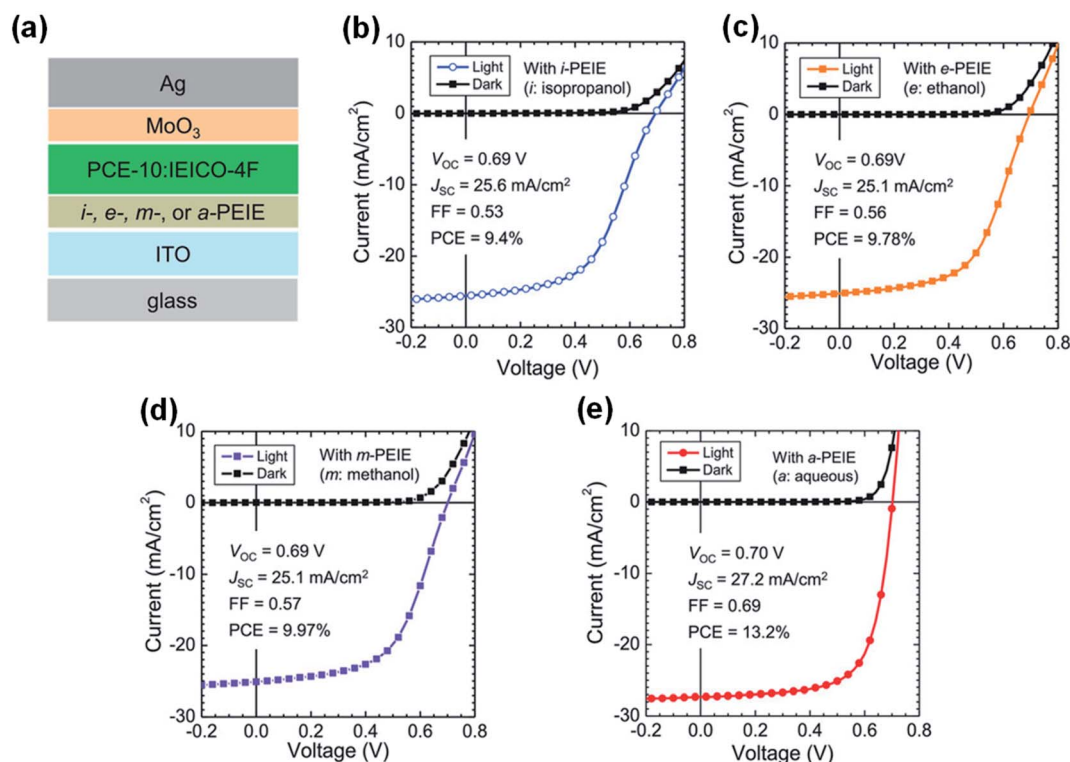 (a)
Ag
MoO₃
PCE-10:IEICO-4F
i-, e-, m-, or a-PEIE
ITO
glass
(b)
Current (mA/cm²)
10
0
-10
-20
-30
Light
Dark
With i-PEIE
(i: isopropanol)
V_OC = 0.69 V
J_SC = 25.6 mA/cm²
FF = 0.53
PCE = 9.4%
-0.2 0.0 0.2 0.4 0.6 0.8
Voltage (V)
(c)
Current (mA/cm²)
10
0
-10
-20
-30
Light
Dark
With e-PEIE
(e: ethanol)
V_OC = 0.69V
J_SC = 25.1 mA/cm²
FF = 0.56
PCE = 9.78%
-0.2 0.0 0.2 0.4 0.6 0.8
Voltage (V)
(d)
Current (mA/cm²)
10
0
-10
-20
-30
Light
Dark
With m-PEIE
(m: methanol)
V_OC = 0.69 V
J_SC = 25.1 mA/cm²
FF = 0.57
PCE = 9.97%
-0.2 0.0 0.2 0.4 0.6 0.8
Voltage (V)
(e)
Current (mA/cm²)
10
0
-10
-20
-30
Light
Dark
With a-PEIE
(a: aqueous)
V_OC = 0.70 V
J_SC = 27.2 mA/cm²
FF = 0.69
PCE = 13.2%
-0.2 0.0 0.2 0.4 0.6 0.8
Voltage (V)